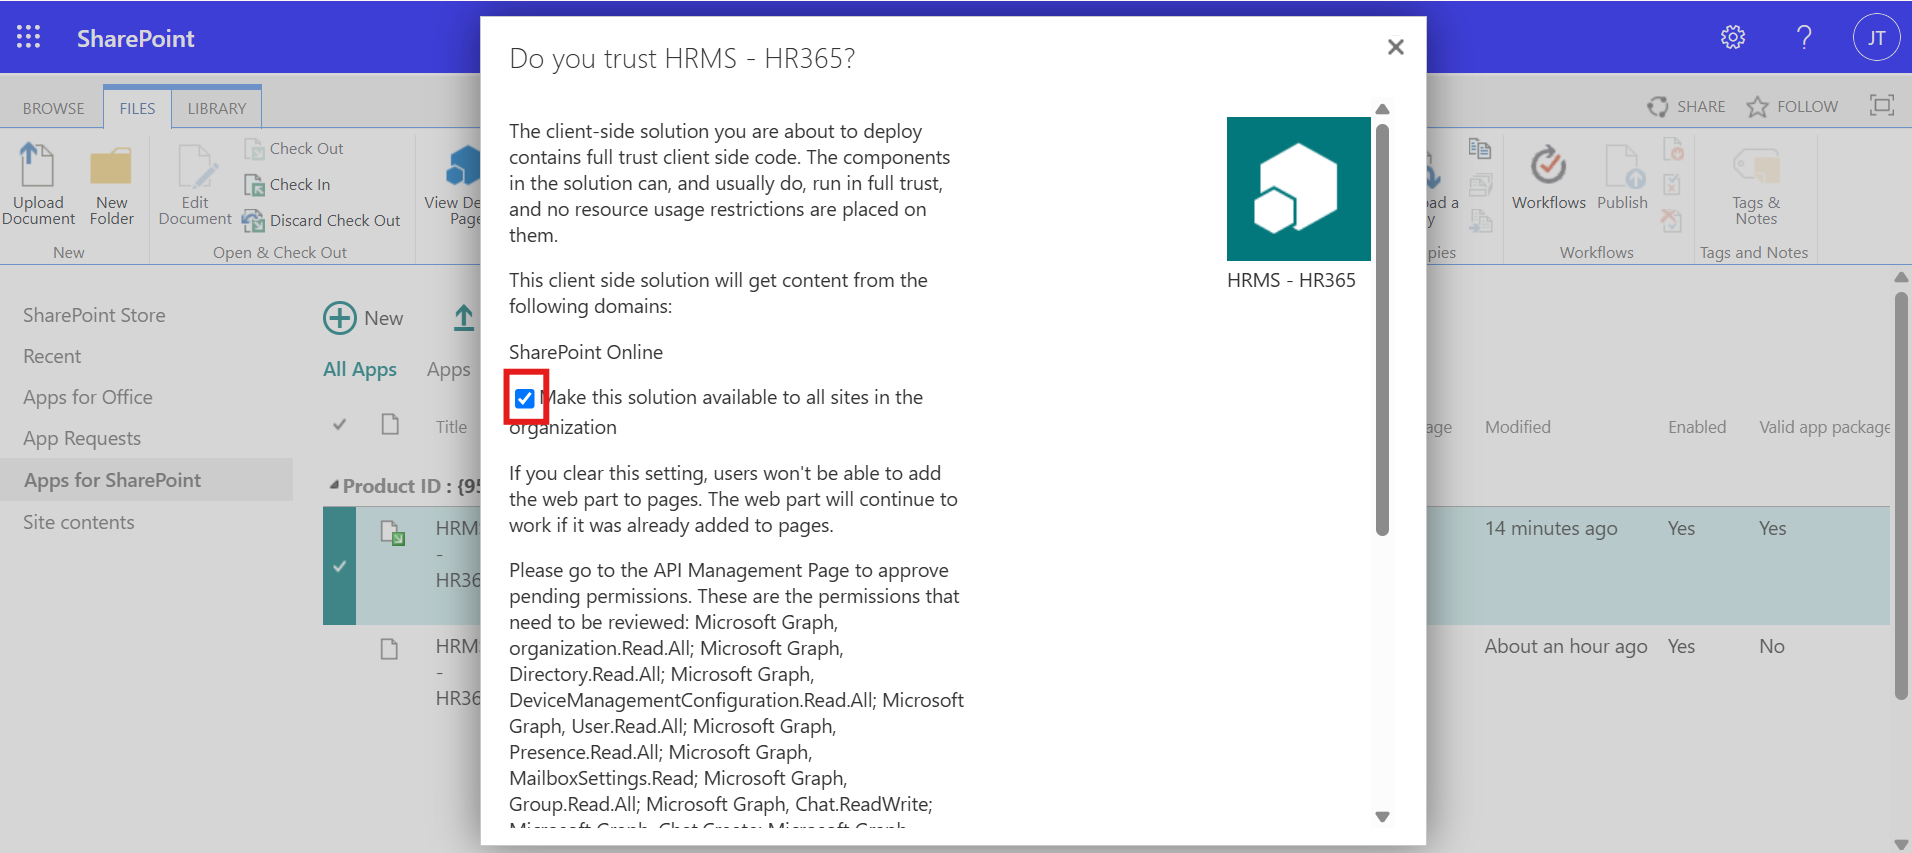 SharePoint
JT
BROWSE
FILES
LIBRARY
SHARE
FOLLOW
Upload
Document
New
Folder
New
Edit
Document
Check Out
Check In
Discard Check Out
Open & Check Out
View De
Pag
ad a
y
pies
Workflows
Publish
Workflows
Tags &
Notes
Tags and Notes
SharePoint Store
Recent
Apps for Office
App Requests
Apps for SharePoint
Site contents
New
All Apps
Apps
Title
age
Modified
Enabled
Valid app package
Product ID : {95
HRM
-
HR36
14 minutes ago
Yes
Yes
HRM
-
HR36
About an hour ago
Yes
No
Do you trust HRMS - HR365?
The client-side solution you are about to deploy
contains full trust client side code. The components
in the solution can, and usually do, run in full trust,
and no resource usage restrictions are placed on
them.
This client side solution will get content from the
following domains:
SharePoint Online
Make this solution available to all sites in the
organization
If you clear this setting, users won't be able to add
the web part to pages. The web part will continue to
work if it was already added to pages.
Please go to the API Management Page to approve
pending permissions. These are the permissions that
need to be reviewed: Microsoft Graph,
organization.Read.All; Microsoft Graph,
Directory.Read.All; Microsoft Graph,
DeviceManagementConfiguration.Read.All; Microsoft
Graph, User.Read.All; Microsoft Graph,
Presence.Read.All; Microsoft Graph,
MailboxSettings.Read; Microsoft Graph,
Group.Read.All; Microsoft Graph, Chat.ReadWrite;
Microsoft Graph, Chat.Create; Microsoft Graph,
HRMS - HR365